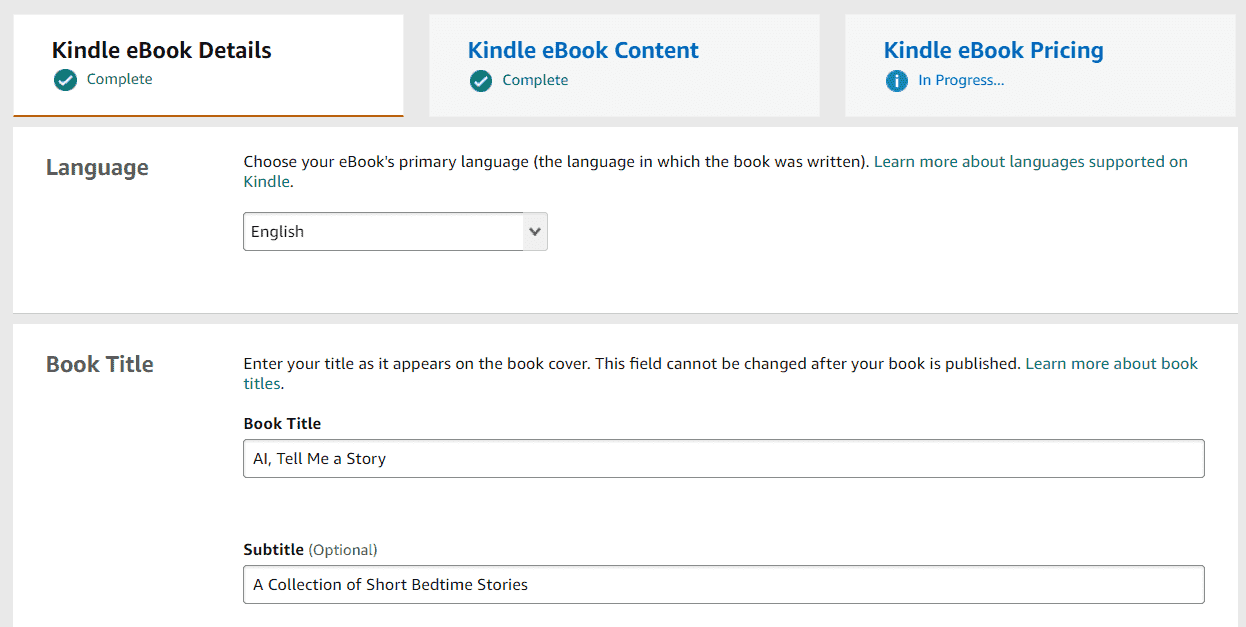 Kindle eBook Details
Complete
Kindle eBook Content
Complete
Kindle eBook Pricing
In Progress...
Language
Choose your eBook's primary language (the language in which the book was written). Learn more about languages supported on
Kindle.
English
Book Title
Enter your title as it appears on the book cover. This field cannot be changed after your book is published. Learn more about book
titles.
Book Title
AI, Tell Me a Story
Subtitle (Optional)
A Collection of Short Bedtime Stories